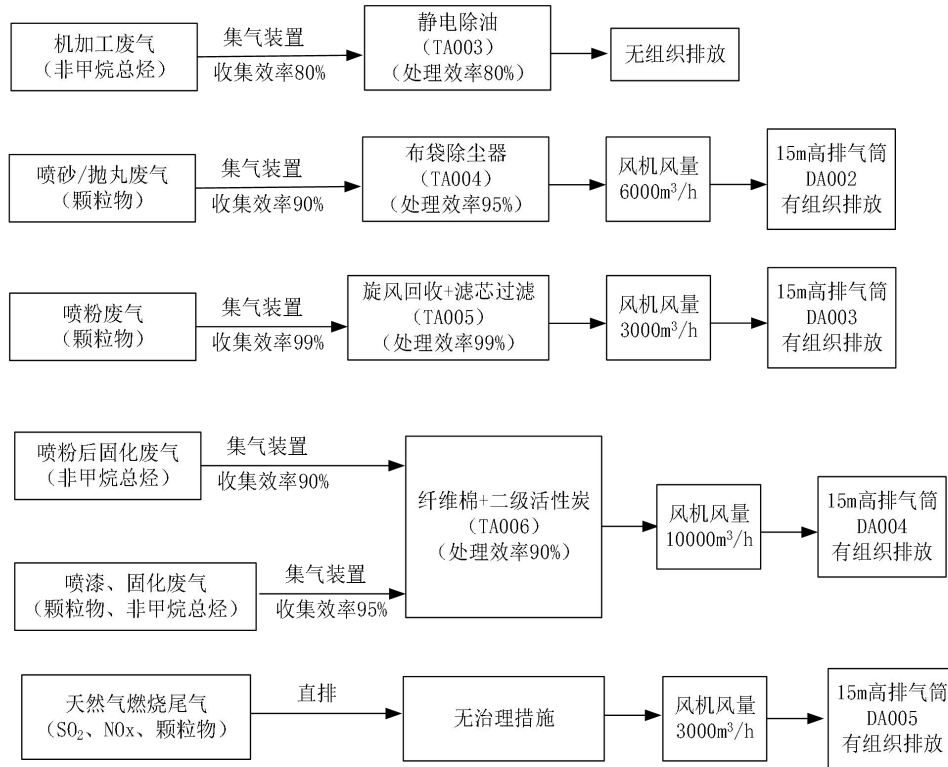 机加工废气
（非甲烷总烃）
集气装置
收集效率80%
静电除油
（TA003）
（处理效率80%）
无组织排放
喷砂/抛丸废气
（颗粒物）
集气装置
收集效率90%
布袋除尘器
（TA004）
（处理效率95%）
风机风量
6000m³/h
15m高排气筒
DA002
有组织排放
喷粉废气
（颗粒物）
集气装置
收集效率99%
旋风回收+滤芯过滤
（TA005）
（处理效率99%）
风机风量
3000m³/h
15m高排气筒
DA003
有组织排放
喷粉后固化废气
（非甲烷总烃）
集气装置
收集效率90%
喷漆、固化废气
（颗粒物、非甲烷总烃）
集气装置
收集效率95%
纤维棉+二级活性炭
（TA006）
（处理效率90%）
风机风量
10000m³/h
15m高排气筒
DA004
有组织排放
天然气燃烧尾气
（SO₂、NOx、颗粒物）
直排
无治理措施
风机风量
3000m³/h
15m高排气筒
DA005
有组织排放